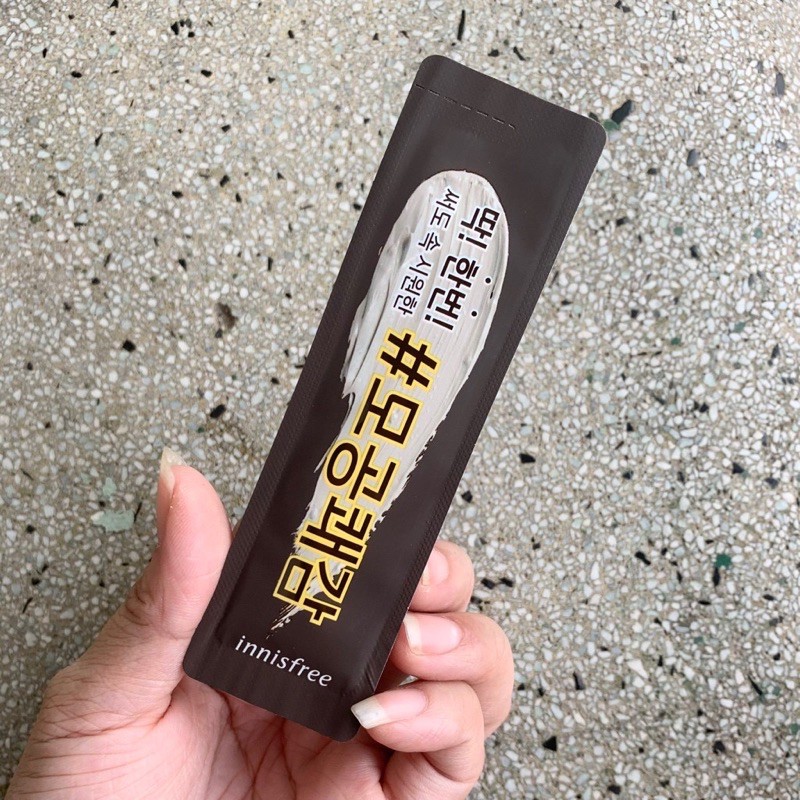 딱! 한번!
써도 속 시원한
#모공쾌감
innisfree